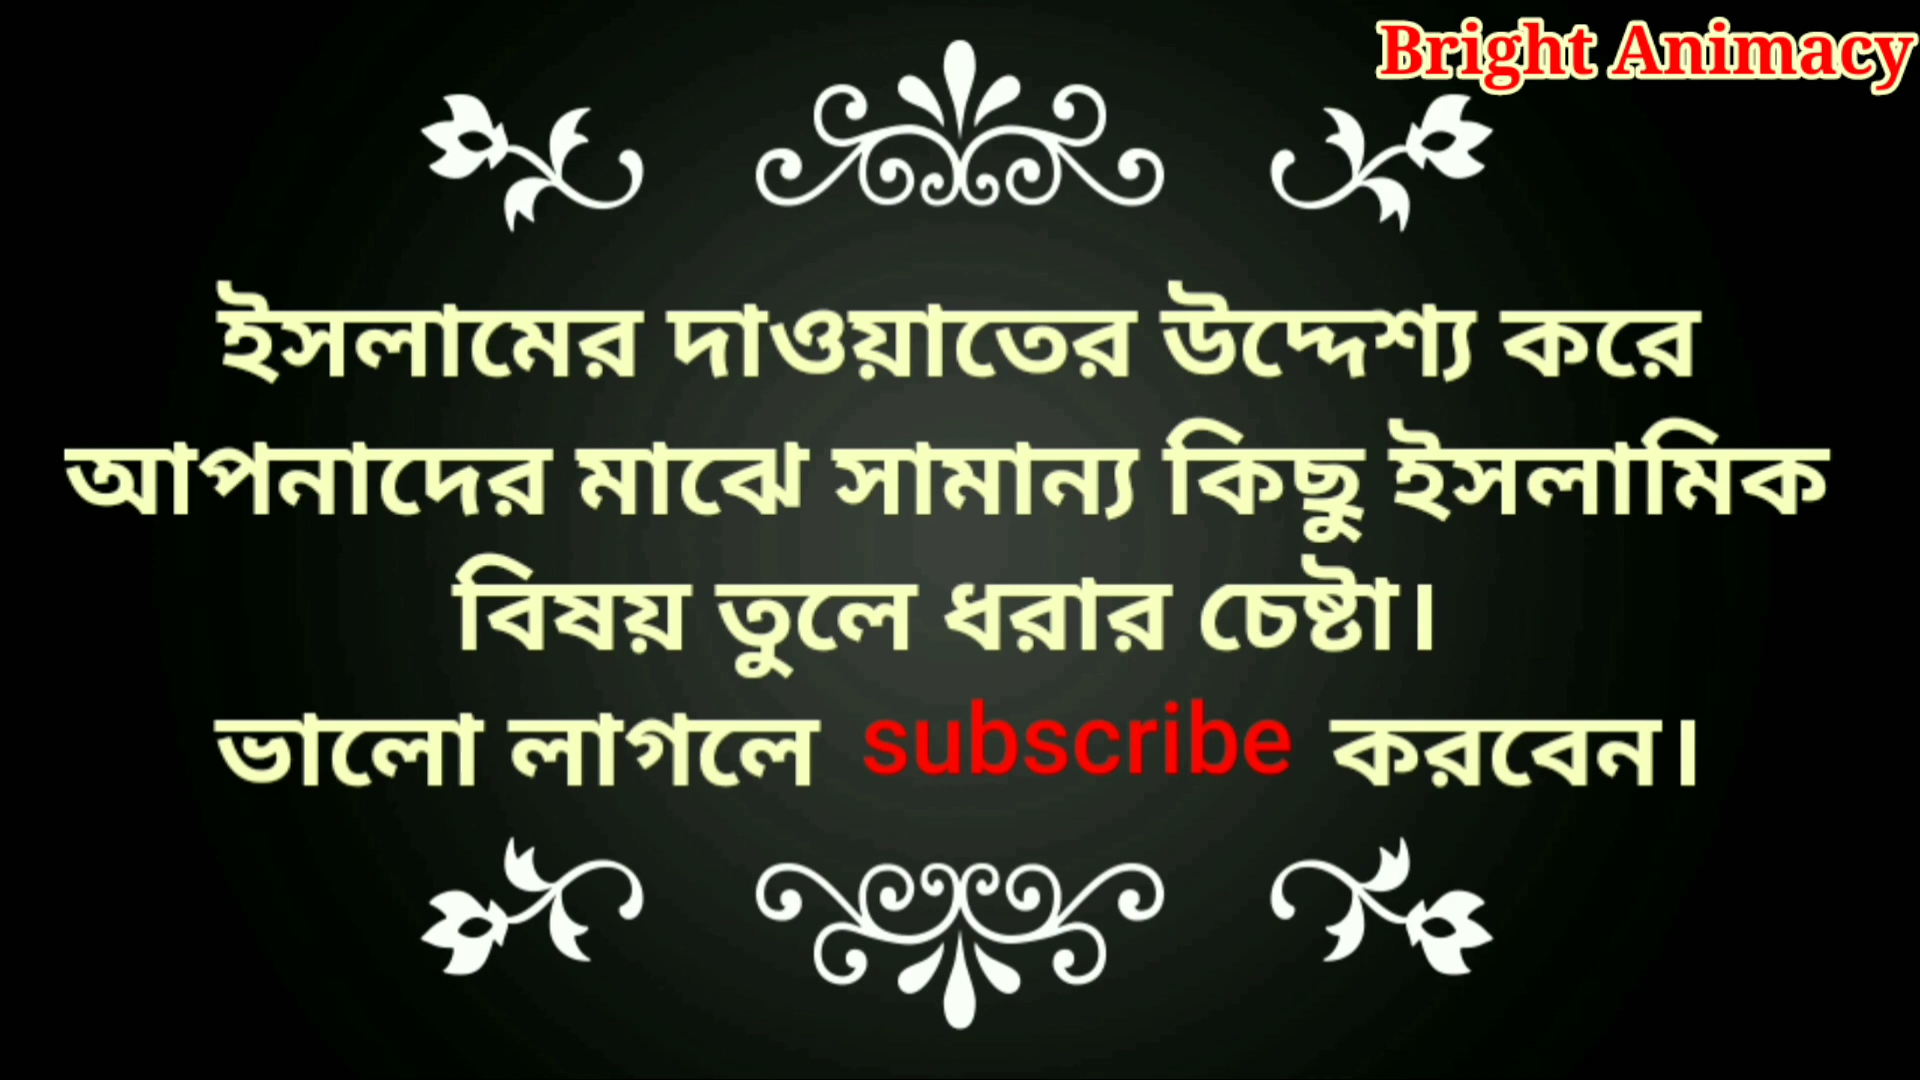 Bright Animacy
ইসলামের দাওয়াতের উদ্দেশ্য করে
আপনাদের মাঝে সামান্য কিছু ইসলামিক
বিষয় তুলে ধরার চেষ্টা।
ভালো লাগলে subscribe করবেন।